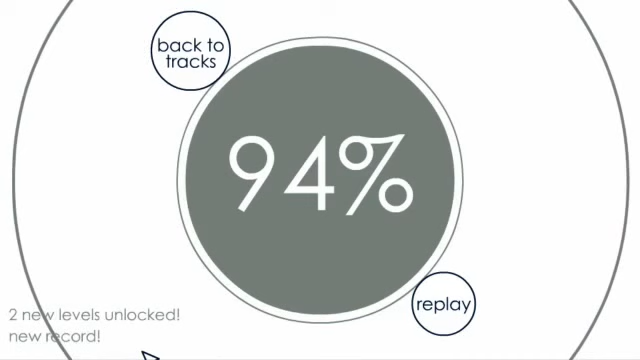 back to
tracks
94%
replay
2 new levels unlocked!
new record!